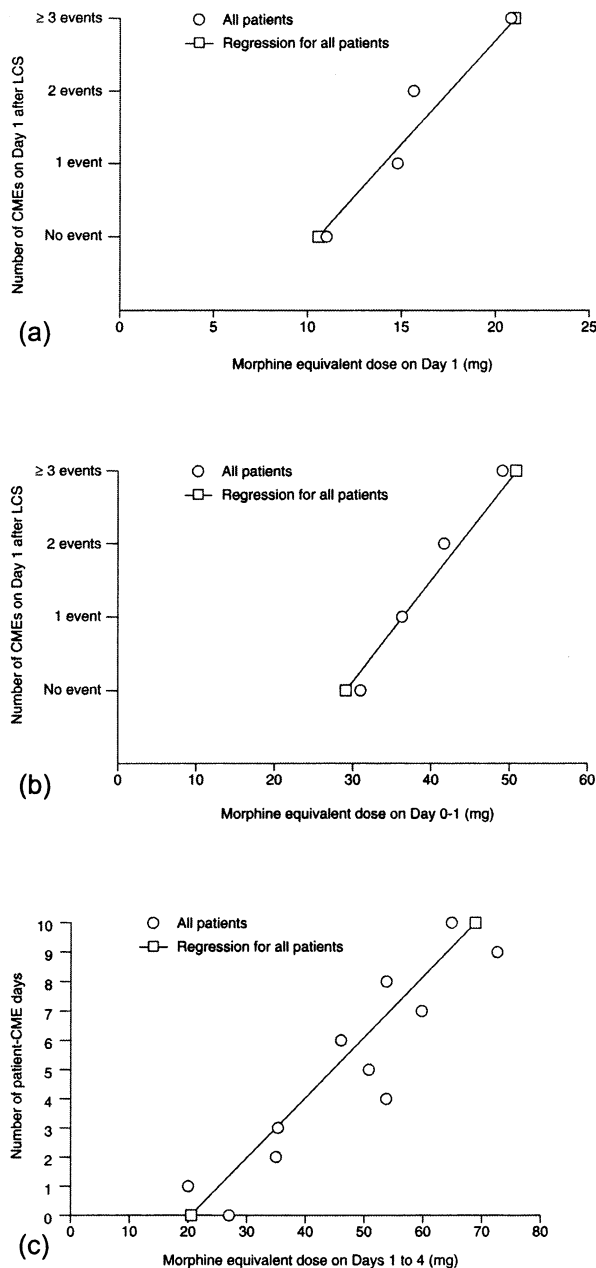 ≥ 3 events
2 events
1 event
No event
Number of CMEs on Day 1 after LCS
All patients
Regression for all patients
0 5 10 15 20 25
Morphine equivalent dose on Day 1 (mg)
(a)
≥ 3 events
2 events
1 event
No event
Number of CMEs on Day 1 after LCS
All patients
Regression for all patients
0 10 20 30 40 50 60
Morphine equivalent dose on Day 0-1 (mg)
(b)
10
9
8
7
6
5
4
3
2
1
0
Number of patient-CME days
All patients
Regression for all patients
0 10 20 30 40 50 60 70 80
Morphine equivalent dose on Days 1 to 4 (mg)
(c)